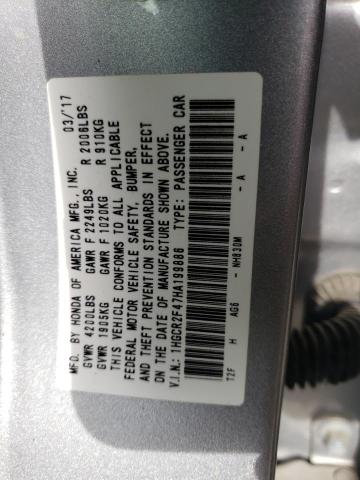 MFD. BY HONDA OF AMERICA MFG., INC. 03/'17
GVWR 4200LBS GAWR F 2249LBS R 2006LBS
GVWR 1905KG GAWR F 1020KG R 910KG
THIS VEHICLE CONFORMS TO ALL APPLICABLE
FEDERAL MOTOR VEHICLE SAFETY, BUMPER,
AND THEFT PREVENTION STANDARDS IN EFFECT
ON THE DATE OF MANUFACTURE SHOWN ABOVE.
V.I.N.: 1HGCR2F47HA199886 TYPE: PASSENGER CAR
H AG6 - NH830M - A - A
T2F